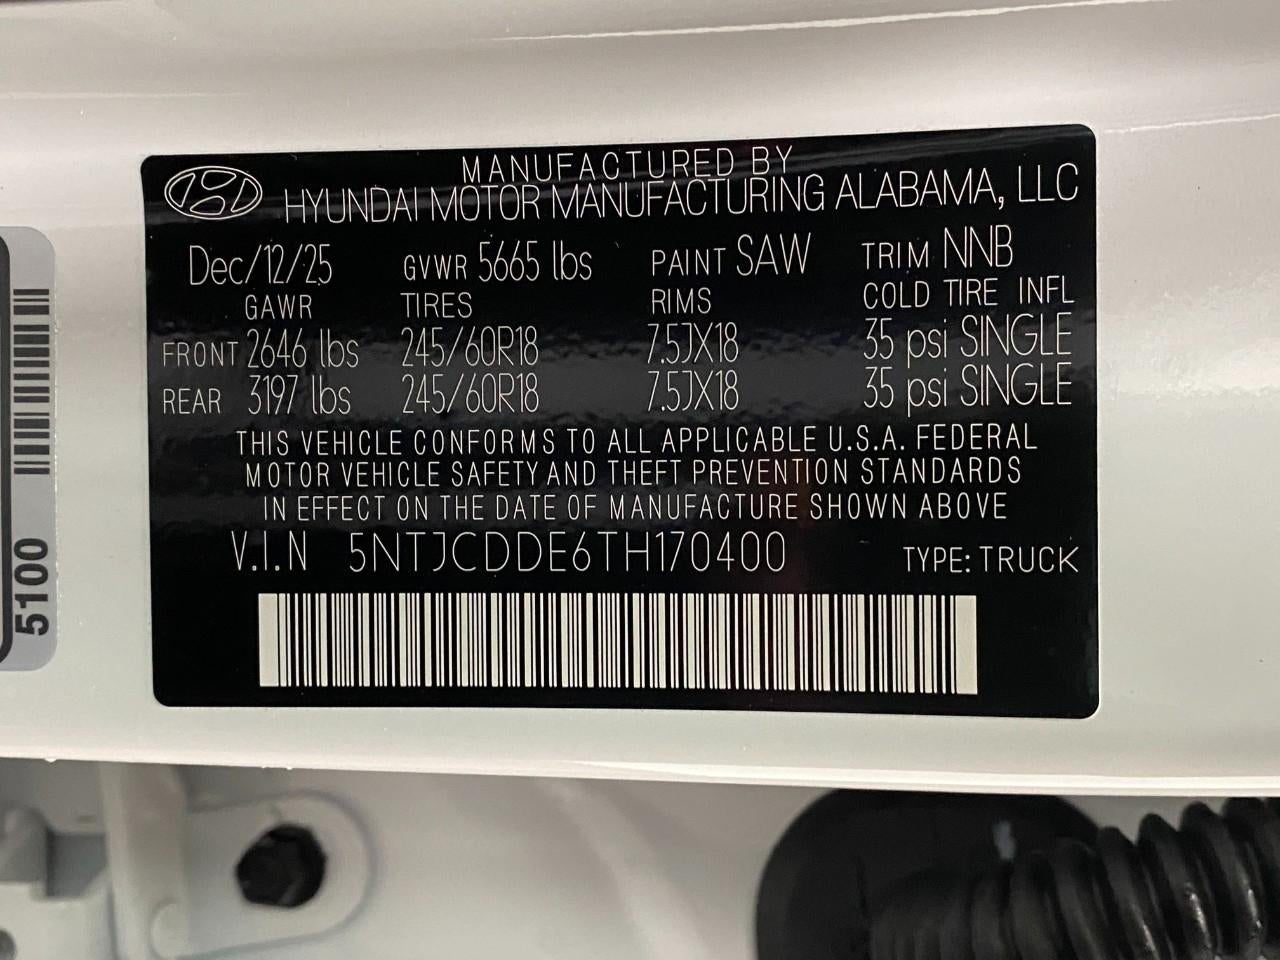 MANUFACTURED BY
HYUNDAI MOTOR MANUFACTURING ALABAMA, LLC
Dec/12/25 GVWR 5665 lbs PAINT SAW TRIM NNB
GAWR TIRES RIMS COLD TIRE INFL
FRONT 2646 lbs 245/60R18 7.5JX18 35 psi SINGLE
REAR 3197 lbs 245/60R18 7.5JX18 35 psi SINGLE
THIS VEHICLE CONFORMS TO ALL APPLICABLE U.S.A. FEDERAL
MOTOR VEHICLE SAFETY AND THEFT PREVENTION STANDARDS
IN EFFECT ON THE DATE OF MANUFACTURE SHOWN ABOVE
V.I.N 5NTJCDDE6TH170400 TYPE: TRUCK
5100